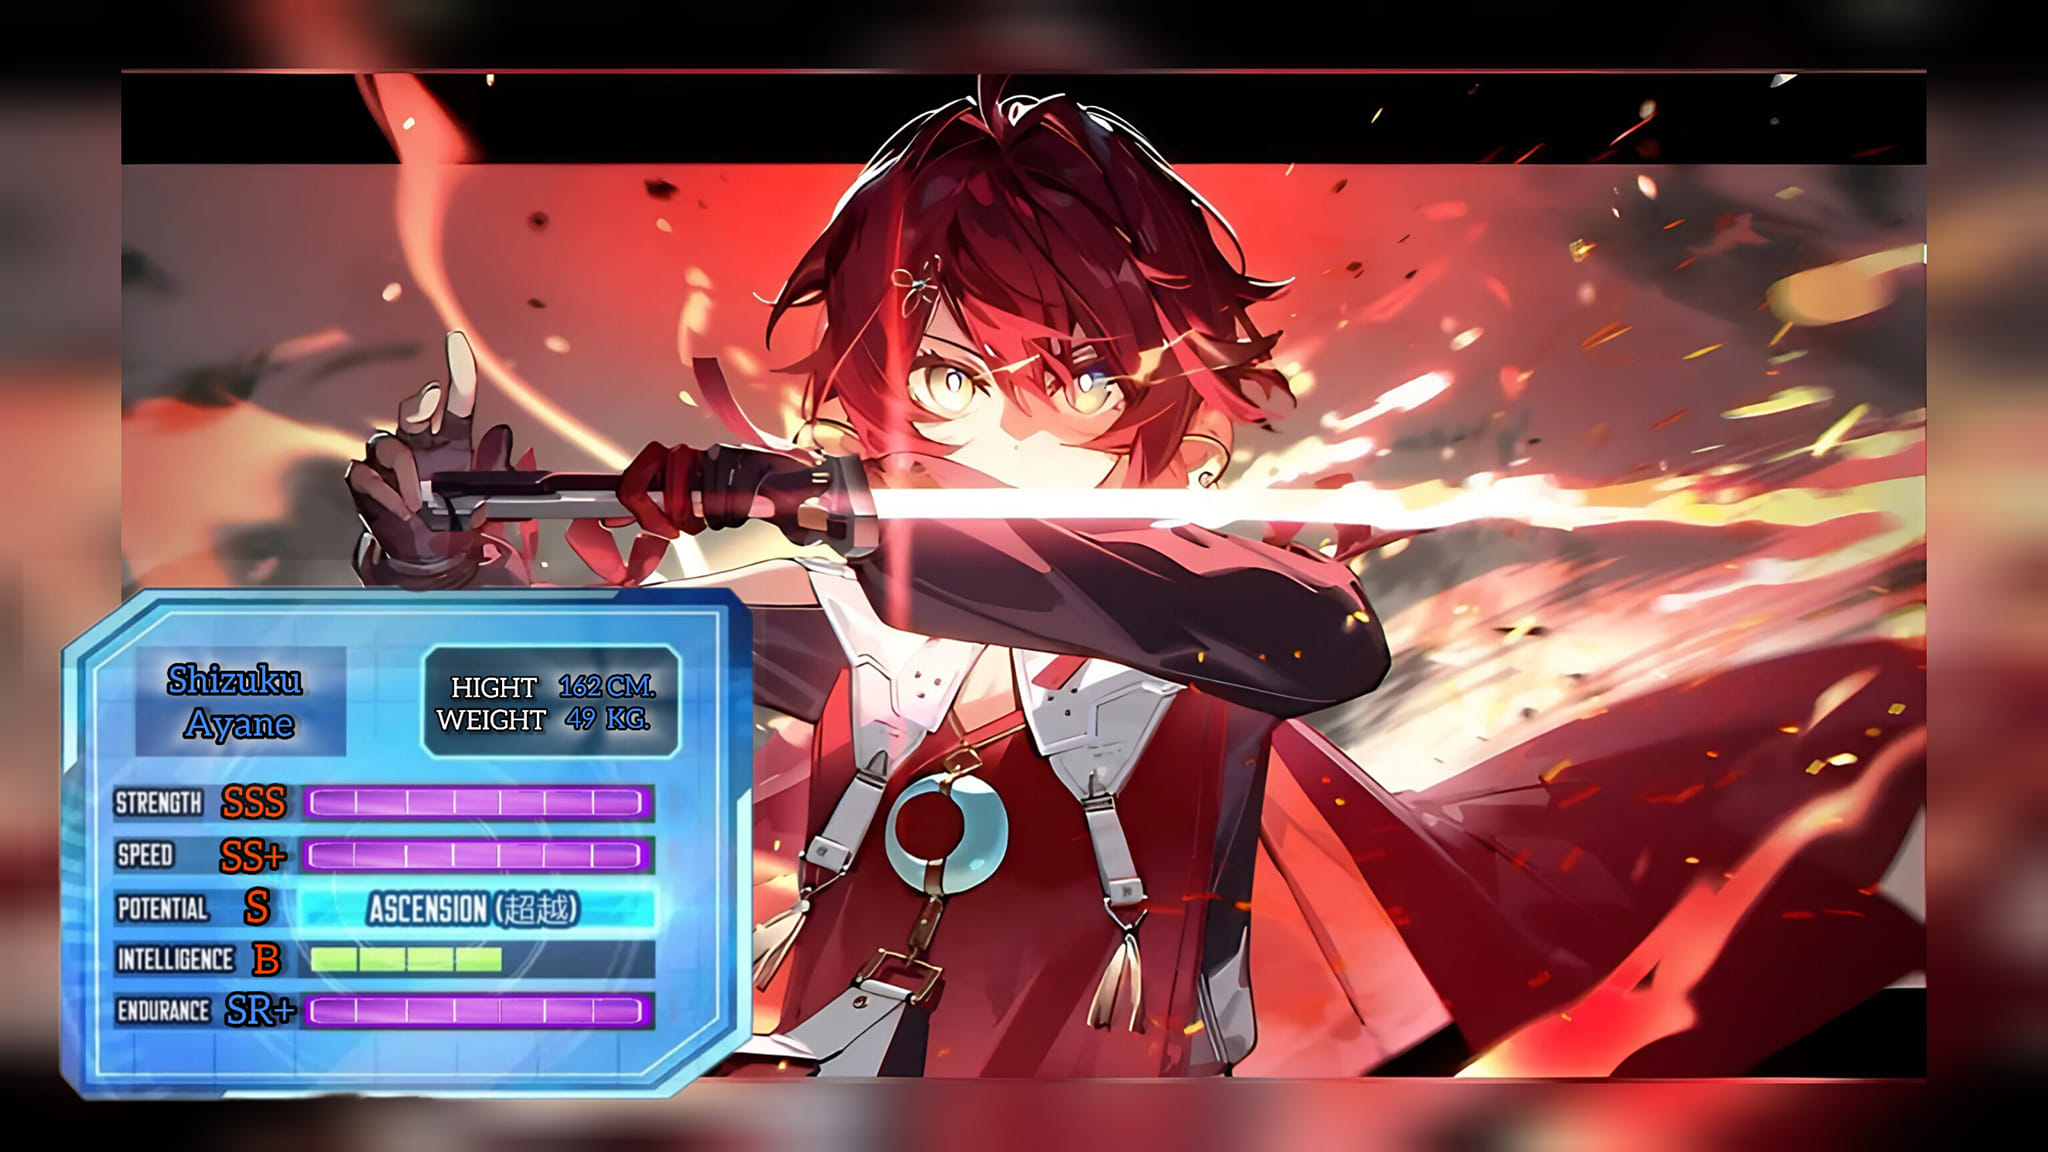 Shizuku
Ayane
HIGHT 162 CM.
WEIGHT 49 KG.
STRENGTH SSS
SPEED SS+
POTENTIAL S ASCENSION (超越)
INTELLIGENCE B
ENDURANCE SR+